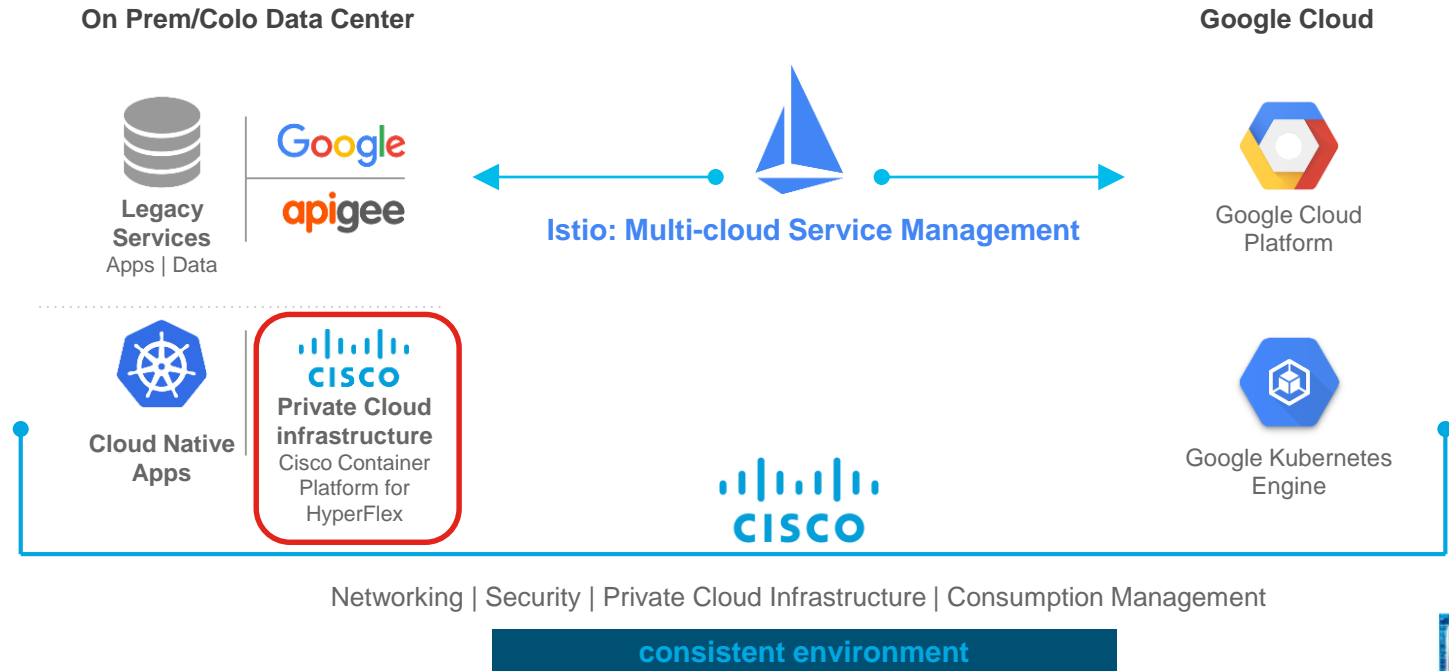 On Prem/Colo Data Center
Google Cloud
Google
apigee
Legacy
Services
Apps | Data
Istio: Multi-cloud Service Management
Google Cloud
Platform
CISCO
Private Cloud
infrastructure
Cisco Container
Platform for
HyperFlex
Cloud Native
Apps
CISCO
Google Kubernetes
Engine
Networking | Security | Private Cloud Infrastructure | Consumption Management
consistent environment